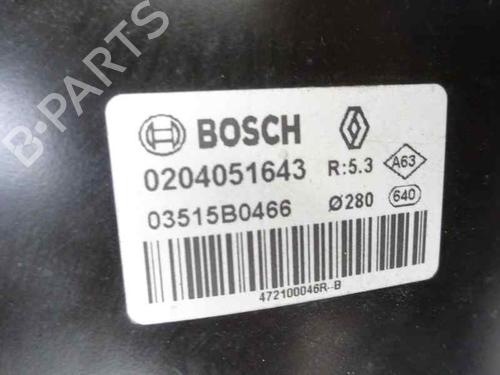 B-PARTS
BOSCH
0204051643 R:5.3 A63
03515B0466 Ø280 640
472100046R--B